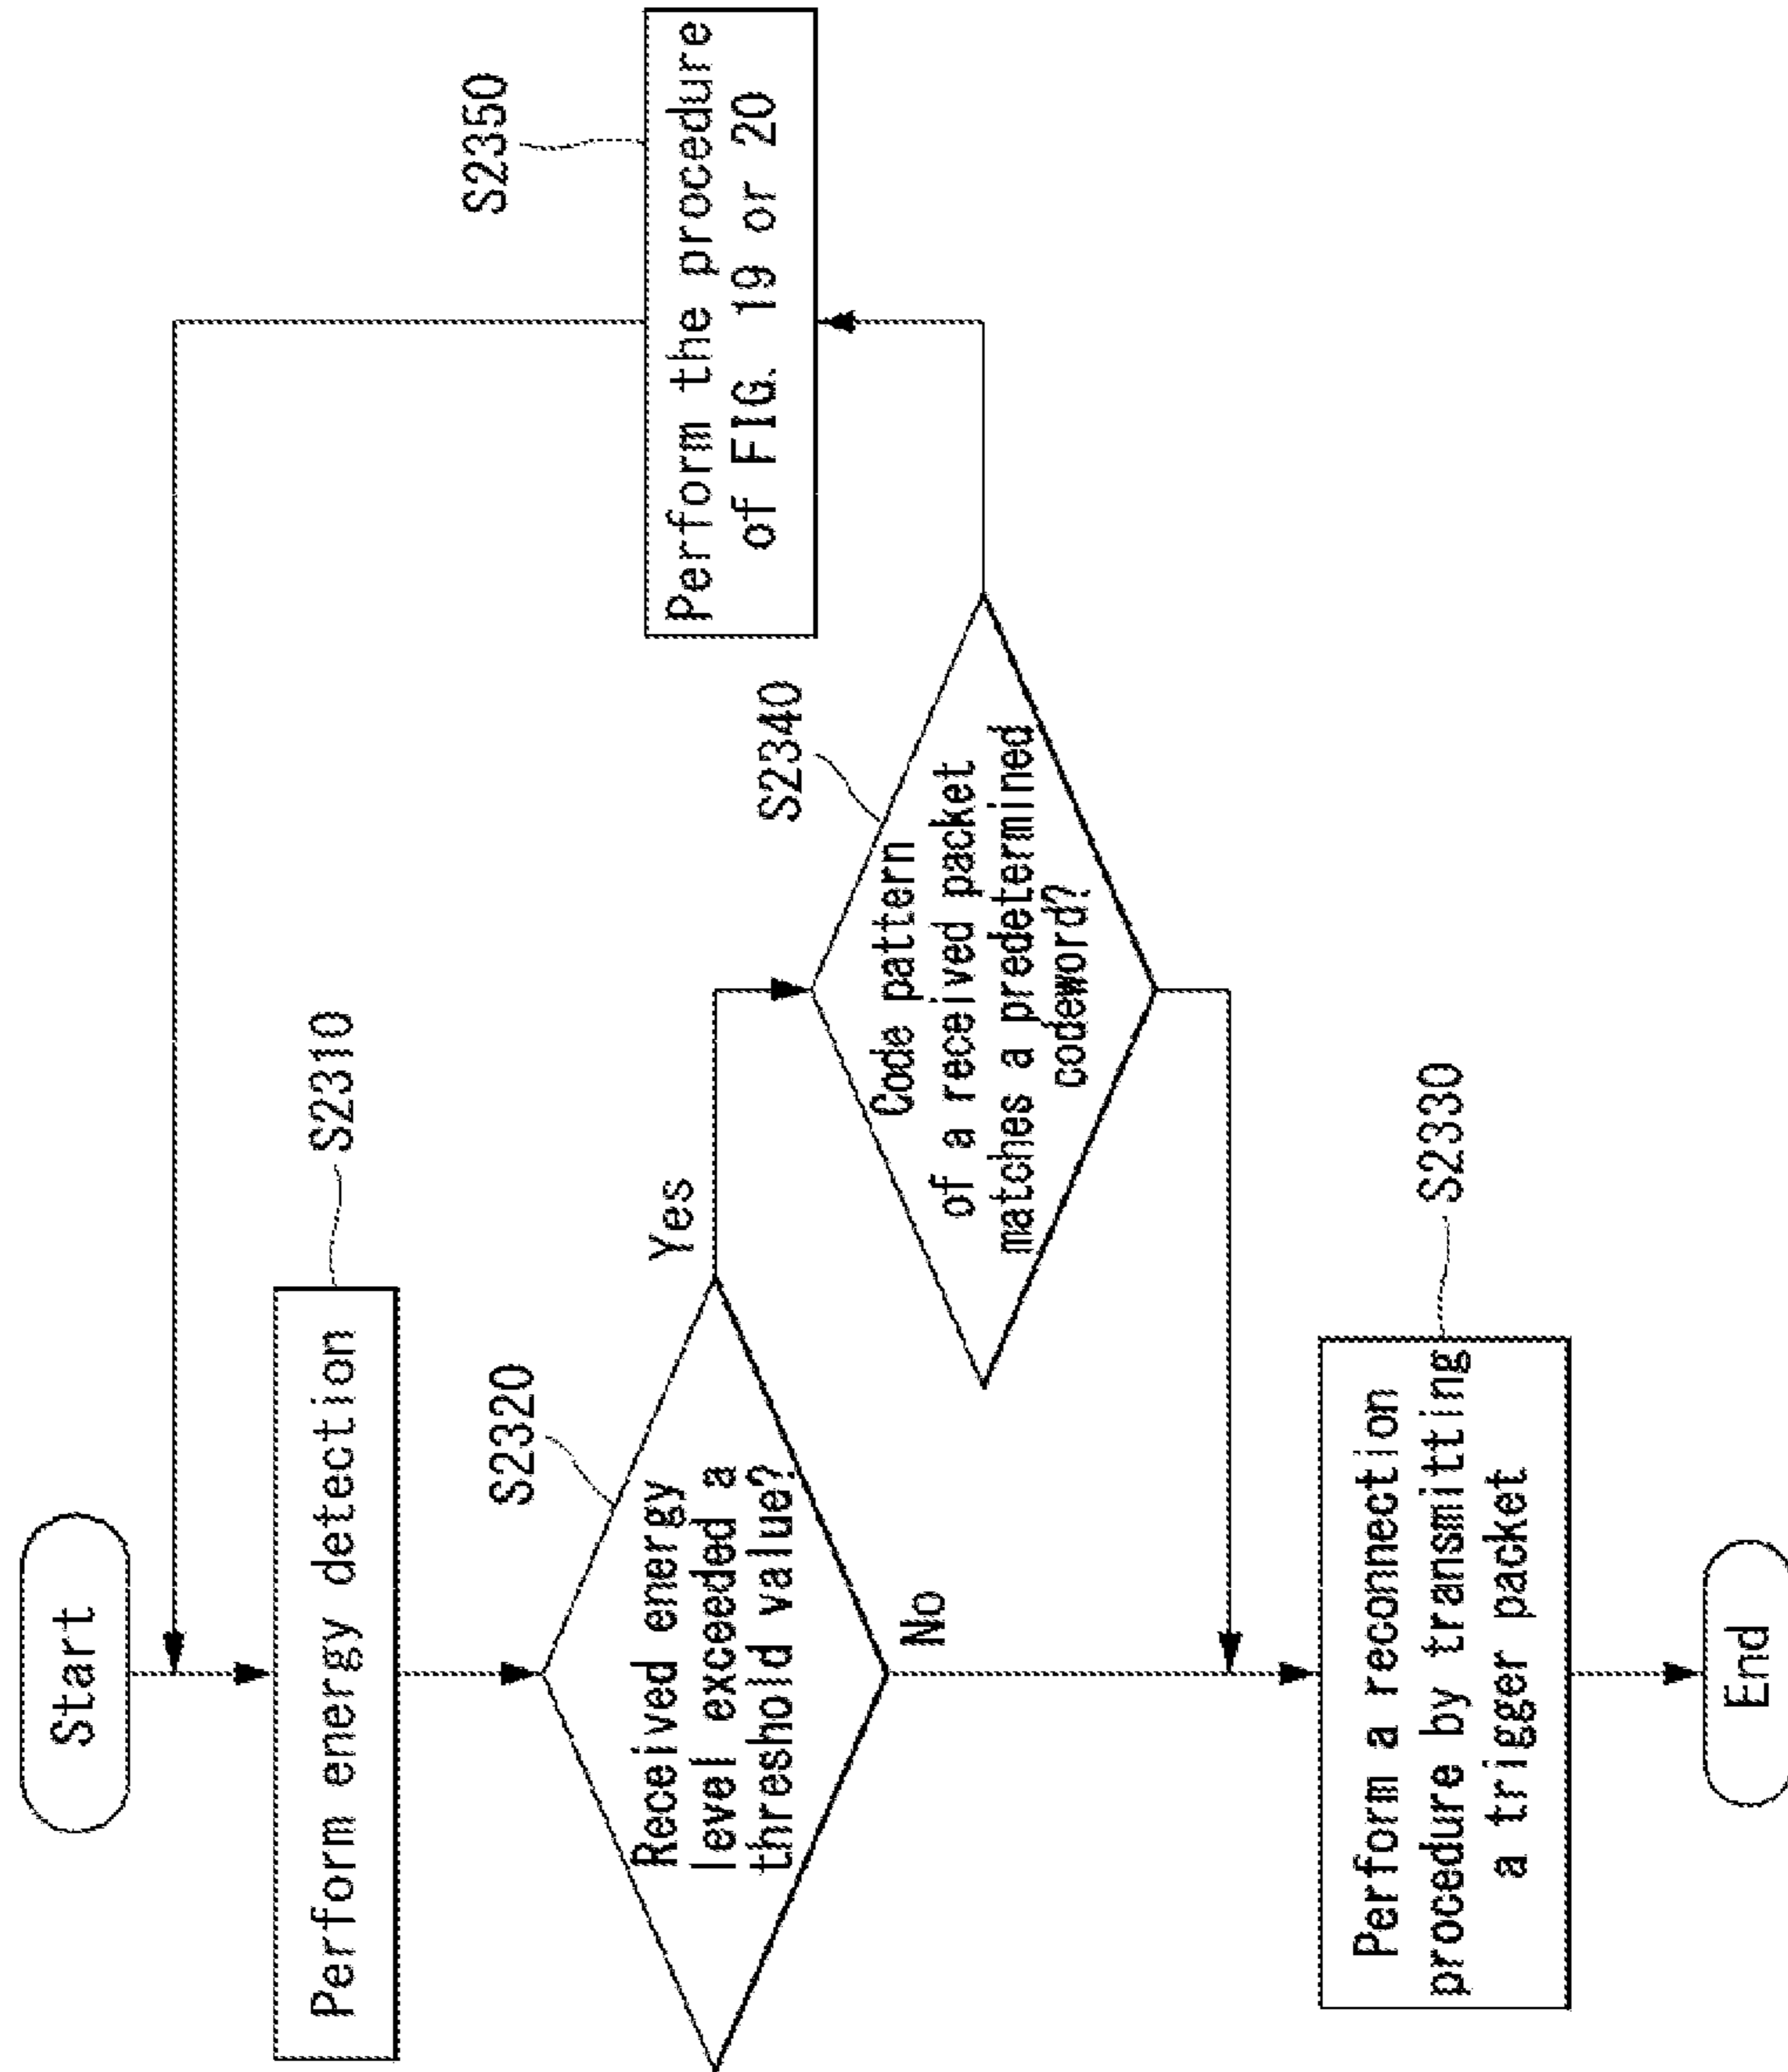 Start
S2310
Perform energy detection
S2320
Received energy
level exceeded a
threshold value?
Yes
No
S2340
Code pattern
of a received packet
matches a predetermined
codeword?
S2350
Perform the procedure
of FIG. 19 or 20
S2330
Perform a reconnection
procedure by transmitting
a trigger packet
End